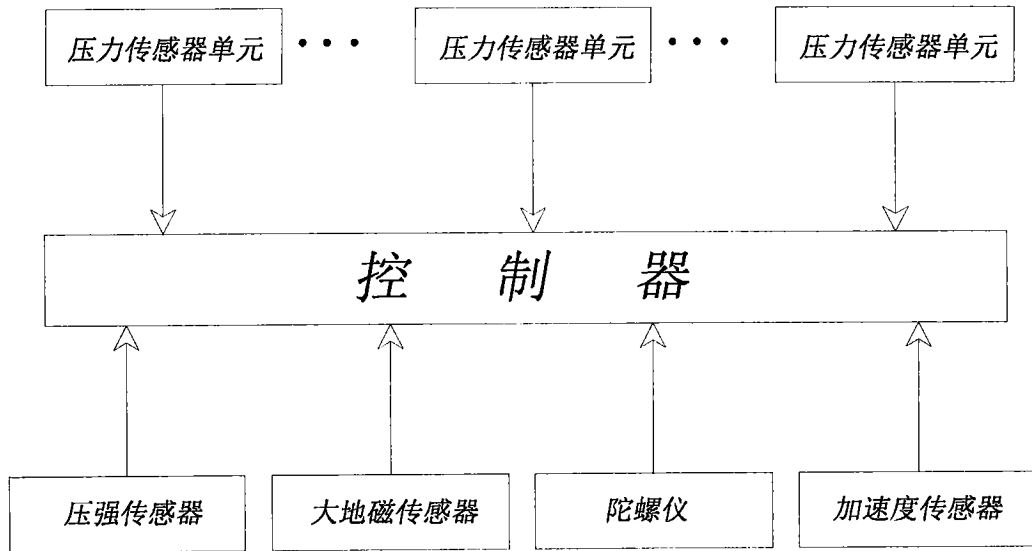 压力传感器单元 • • • 压力传感器单元 • • • 压力传感器单元
控 制 器
压强传感器 大地磁传感器 陀螺仪 加速度传感器